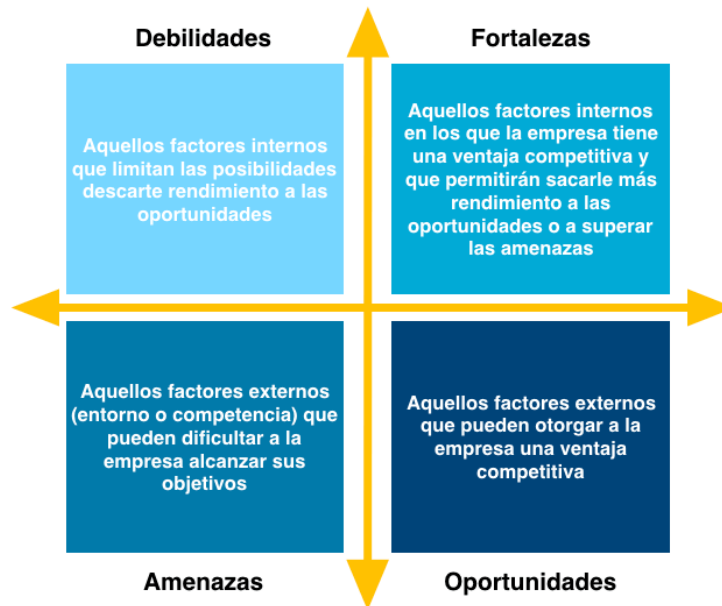 Debilidades
Fortalezas
Aquellos factores internos
que limitan las posibilidades
descarte rendimiento a las
oportunidades
Aquellos factores internos
en los que la empresa tiene
una ventaja competitiva y
que permitirán sacarle más
rendimiento a las
oportunidades o a superar
las amenazas
Aquellos factores externos
(entorno o competencia) que
pueden dificultar a la
empresa alcanzar sus
objetivos
Aquellos factores externos
que pueden otorgar a la
empresa una ventaja
competitiva
Amenazas
Oportunidades